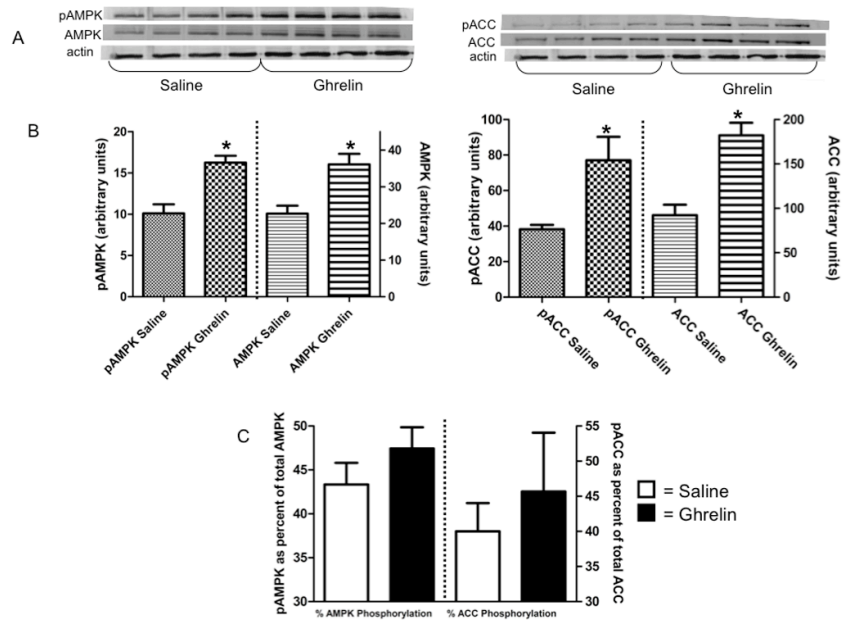 A
pAMPK
AMPK
actin
Saline
Ghrelin
pACC
ACC
actin
Saline
Ghrelin
B
pAMPK (arbitrary units)
20
15
10
5
0
*
*
40
30
20
10
0
AMPK (arbitrary units)
pAMPK Saline
pAMPK Ghrelin
AMPK Saline
AMPK Ghrelin
pACC (arbitrary units)
100
80
60
40
20
0
*
*
200
150
100
50
0
ACC (arbitrary units)
pACC Saline
pACC Ghrelin
ACC Saline
ACC Ghrelin
C
pAMPK as percent of total AMPK
50
45
40
35
30
55
50
45
40
35
30
pACC as percent of total ACC
% AMPK Phosphorylation
% ACC Phosphorylation
= Saline
= Ghrelin